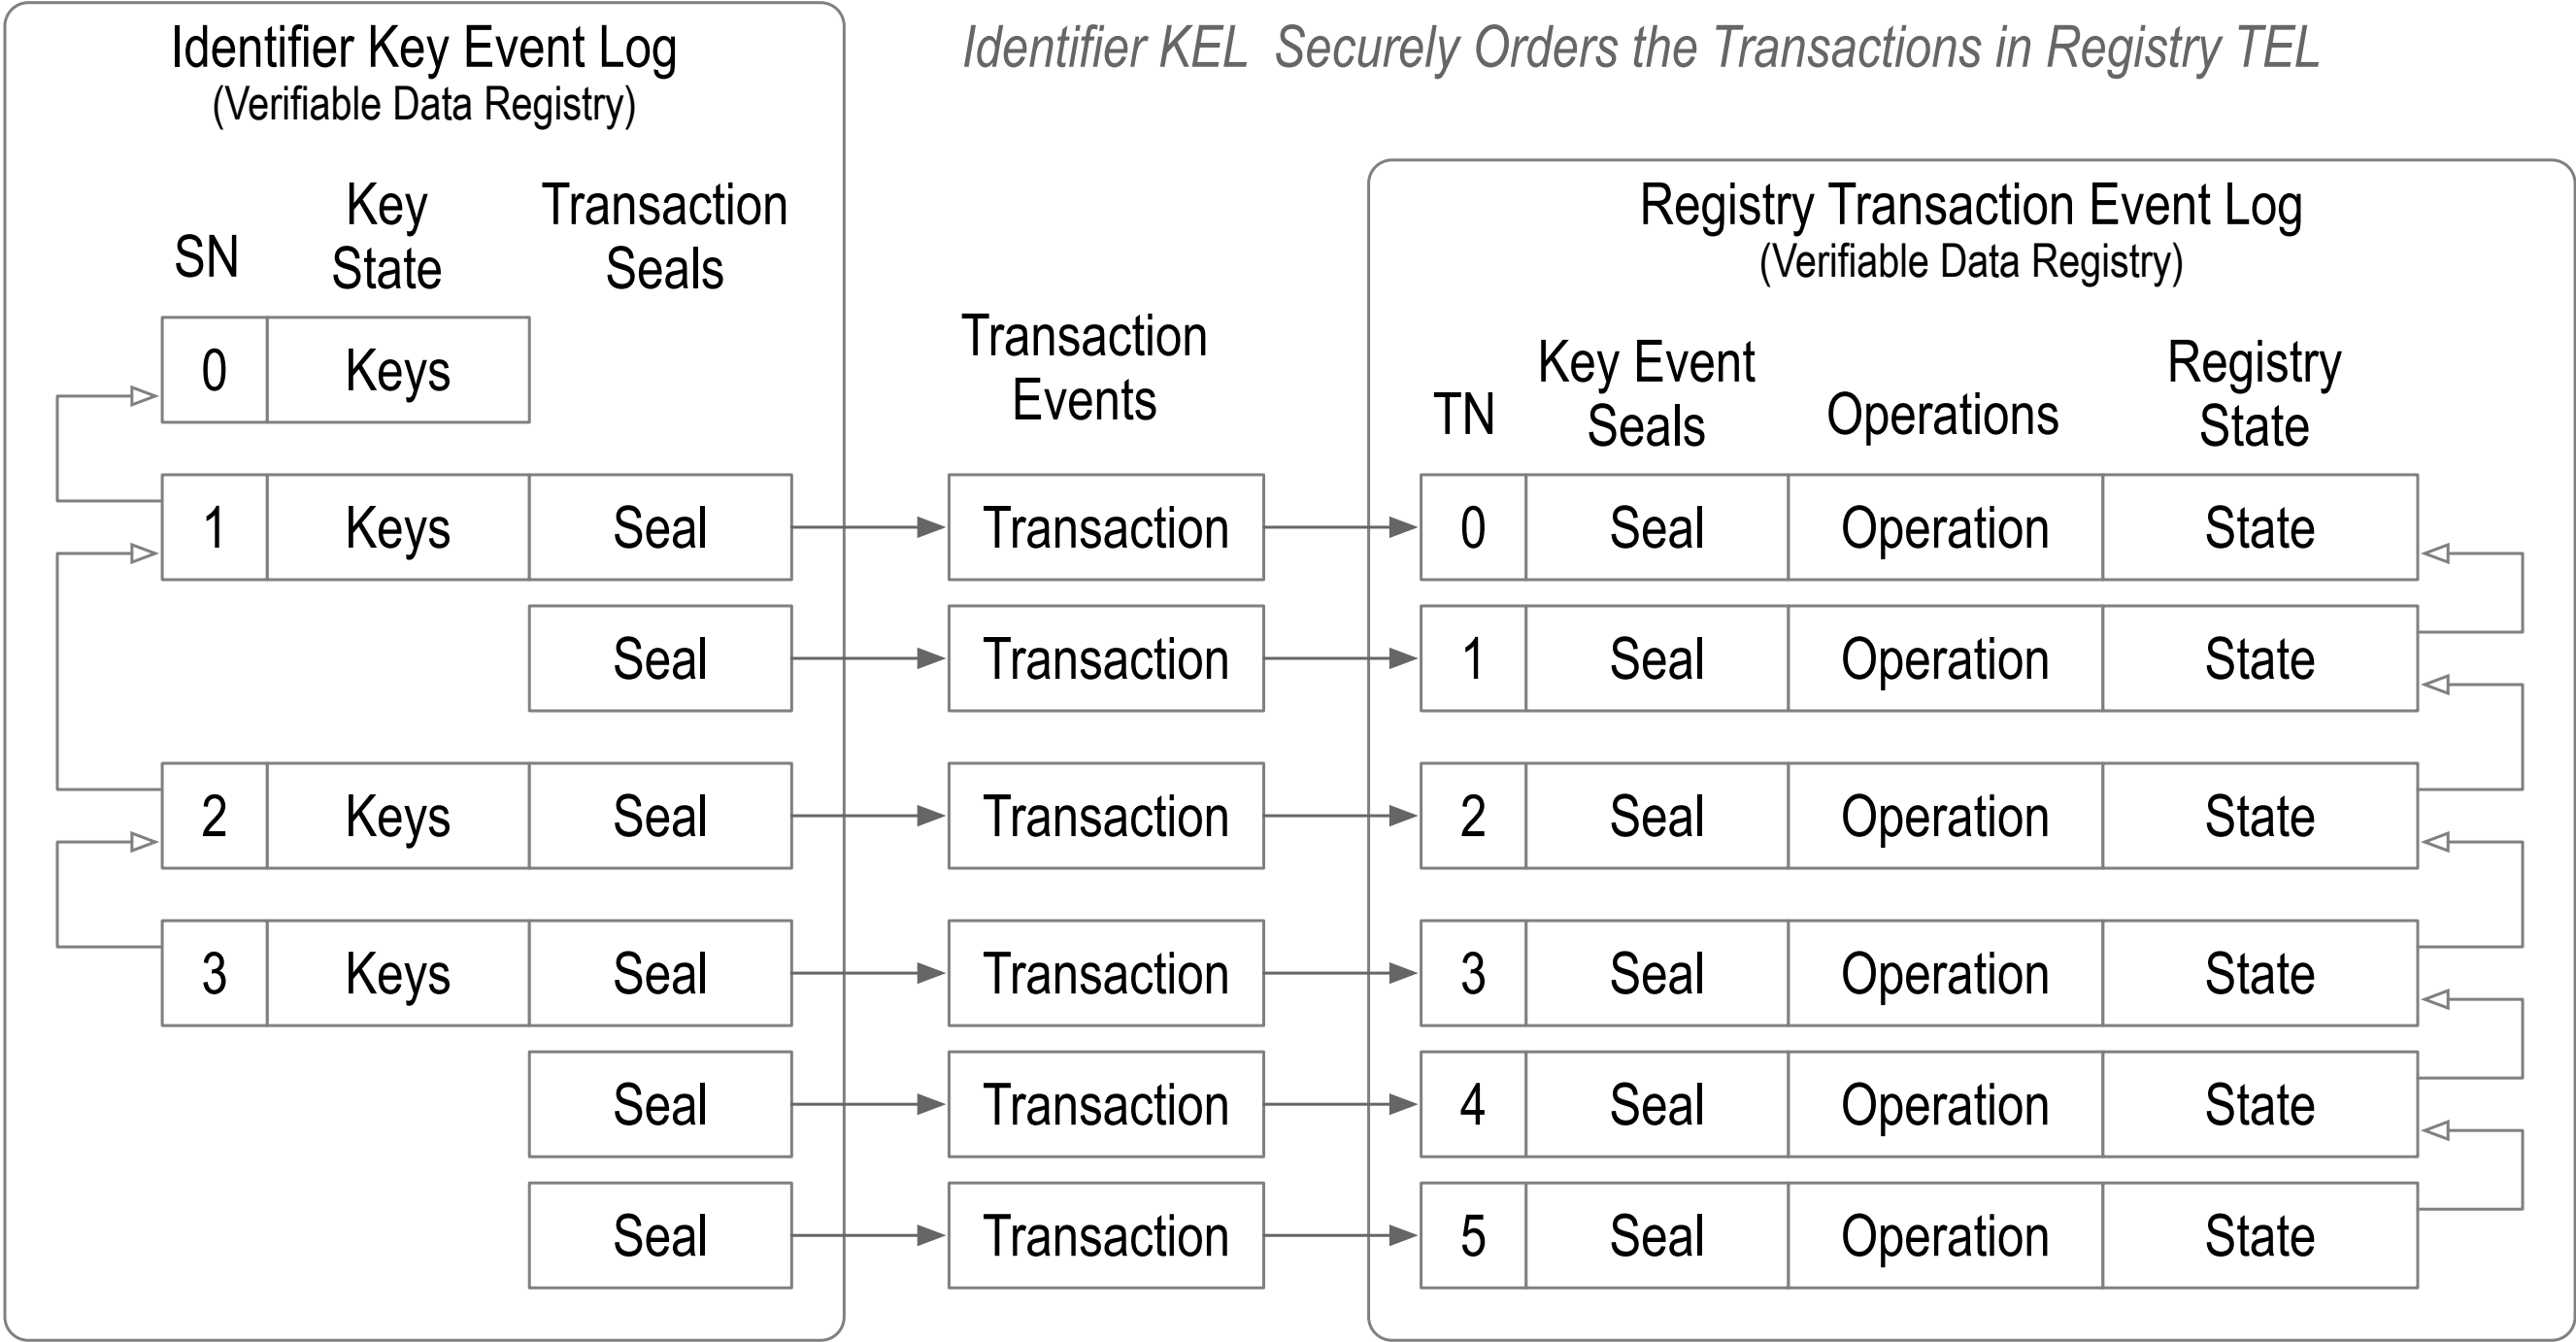 Identifier Key Event Log
(Verifiable Data Registry)
Identifier KEL Securely Orders the Transactions in Registry TEL
SN
Key
State
Transaction
Seals
0 Keys
1 Keys Seal
Seal
2 Keys Seal
3 Keys Seal
Seal
Seal
Transaction
Events
Transaction
Transaction
Transaction
Transaction
Transaction
Transaction
Registry Transaction Event Log
(Verifiable Data Registry)
TN
Key Event
Seals
Operations
Registry
State
0 Seal Operation State
1 Seal Operation State
2 Seal Operation State
3 Seal Operation State
4 Seal Operation State
5 Seal Operation State